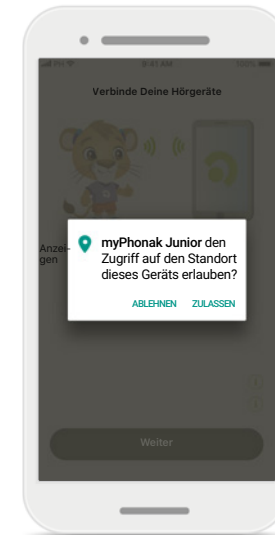 9:41 AM
100%
Verbinde Deine Hörgeräte
Anzei-
gen
myPhonak Junior den
Zugriff auf den Standort
dieses Geräts erlauben?
ABLEHNEN ZULASSEN
Weiter